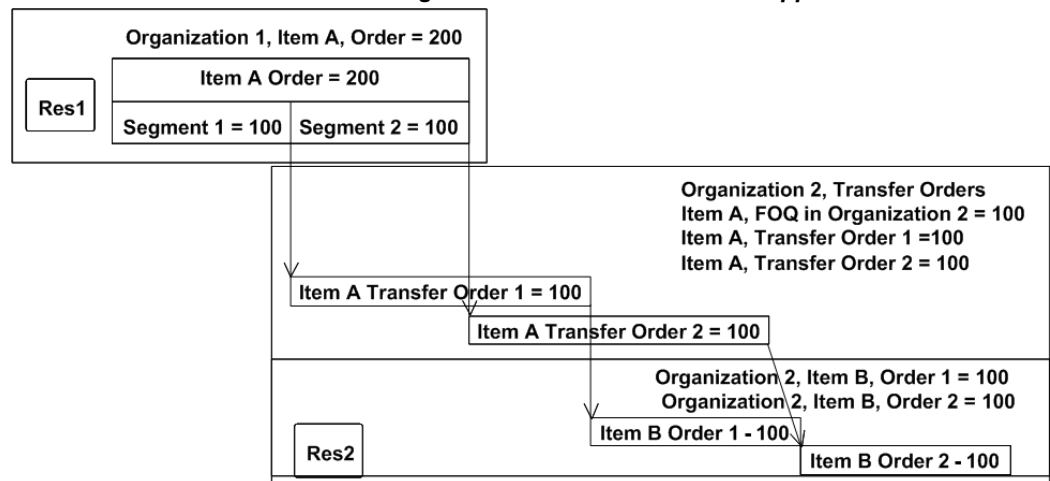 Organization 1, Item A, Order = 200
Item A Order = 200
Res1
Segment 1 = 100
Segment 2 = 100
Organization 2, Transfer Orders
Item A, FOQ in Organization 2 = 100
Item A, Transfer Order 1 =100
Item A, Transfer Order 2 = 100
Item A Transfer Order 1 = 100
Item A Transfer Order 2 = 100
Organization 2, Item B, Order 1 = 100
Organization 2, Item B, Order 2 = 100
Item B Order 1 - 100
Res2
Item B Order 2 - 100